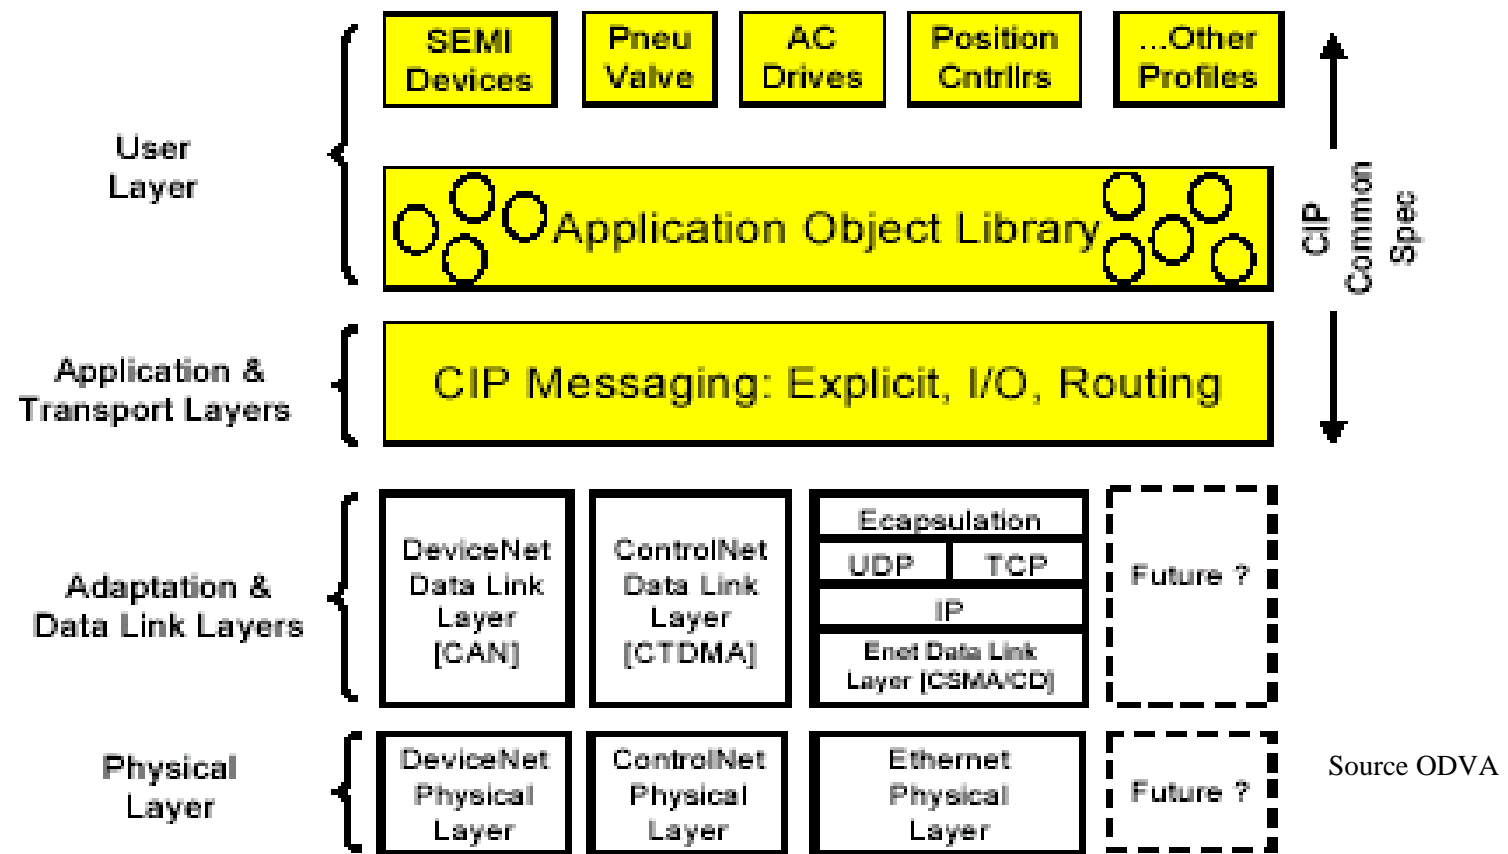 SEMI
Devices
Pneu
Valve
AC
Drives
Position
Cntrllrs
...Other
Profiles
User
Layer
Application Object Library
CIP
Common
Spec
Application &
Transport Layers
CIP Messaging: Explicit, I/O, Routing
Adaptation &
Data Link Layers
DeviceNet
Data Link
Layer
[CAN]
ControlNet
Data Link
Layer
[CTDMA]
Ecapsulation
UDP
TCP
IP
Enet Data Link
Layer [CSMA/CD]
Future ?
Physical
Layer
DeviceNet
Physical
Layer
ControlNet
Physical
Layer
Ethernet
Physical
Layer
Future ?
Source ODVA